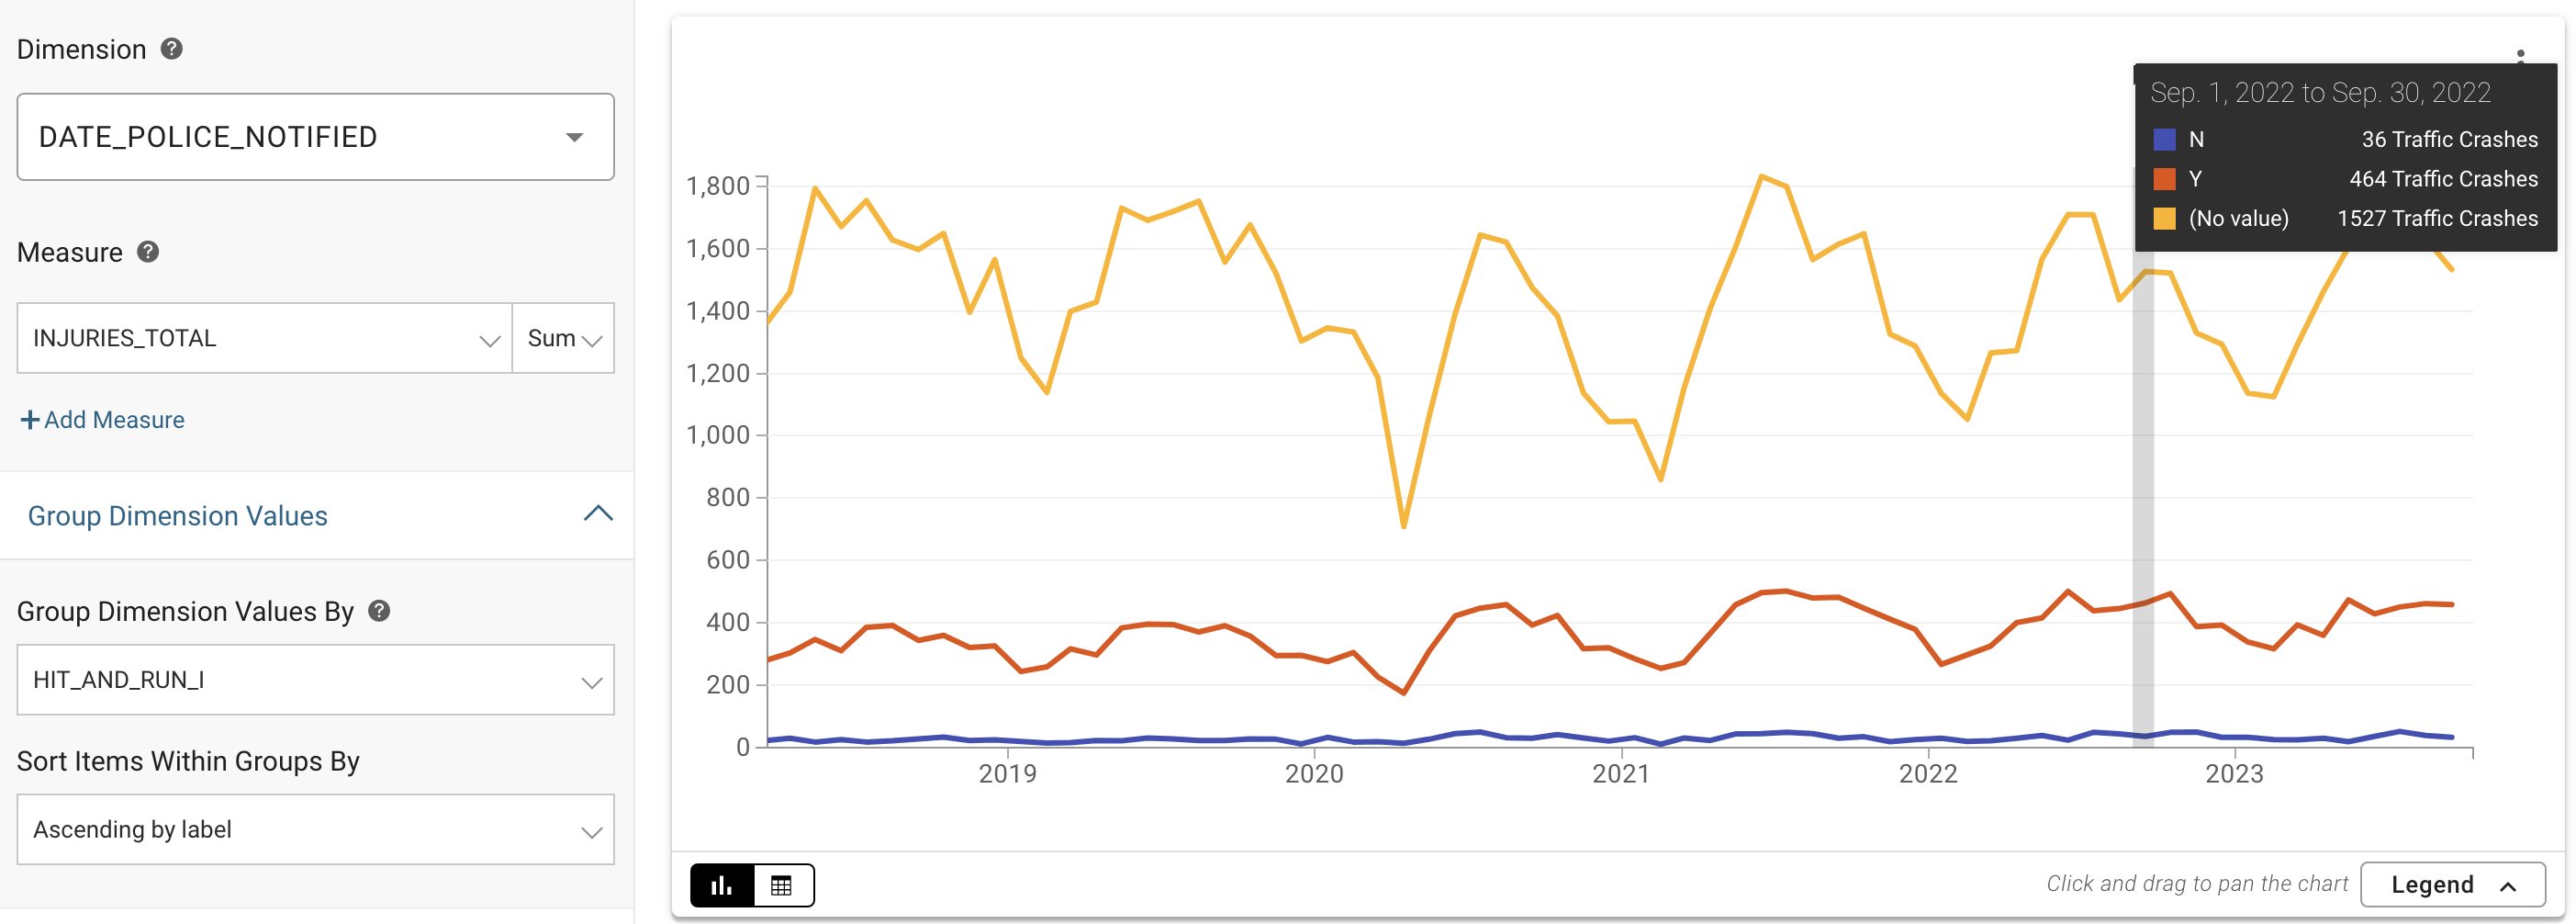 Dimension
DATE_POLICE_NOTIFIED
Measure
INJURIES_TOTAL
Sum
Add Measure
Group Dimension Values
Group Dimension Values By
HIT_AND_RUN_I
Sort Items Within Groups By
Ascending by label
Sep. 1, 2022 to Sep. 30, 2022
N 36 Traffic Crashes
Y 464 Traffic Crashes
(No value) 1527 Traffic Crashes
1,800
1,600
1,400
1,200
1,000
800
600
400
200
0
2019 2020 2021 2022 2023
Click and drag to pan the chart
Legend